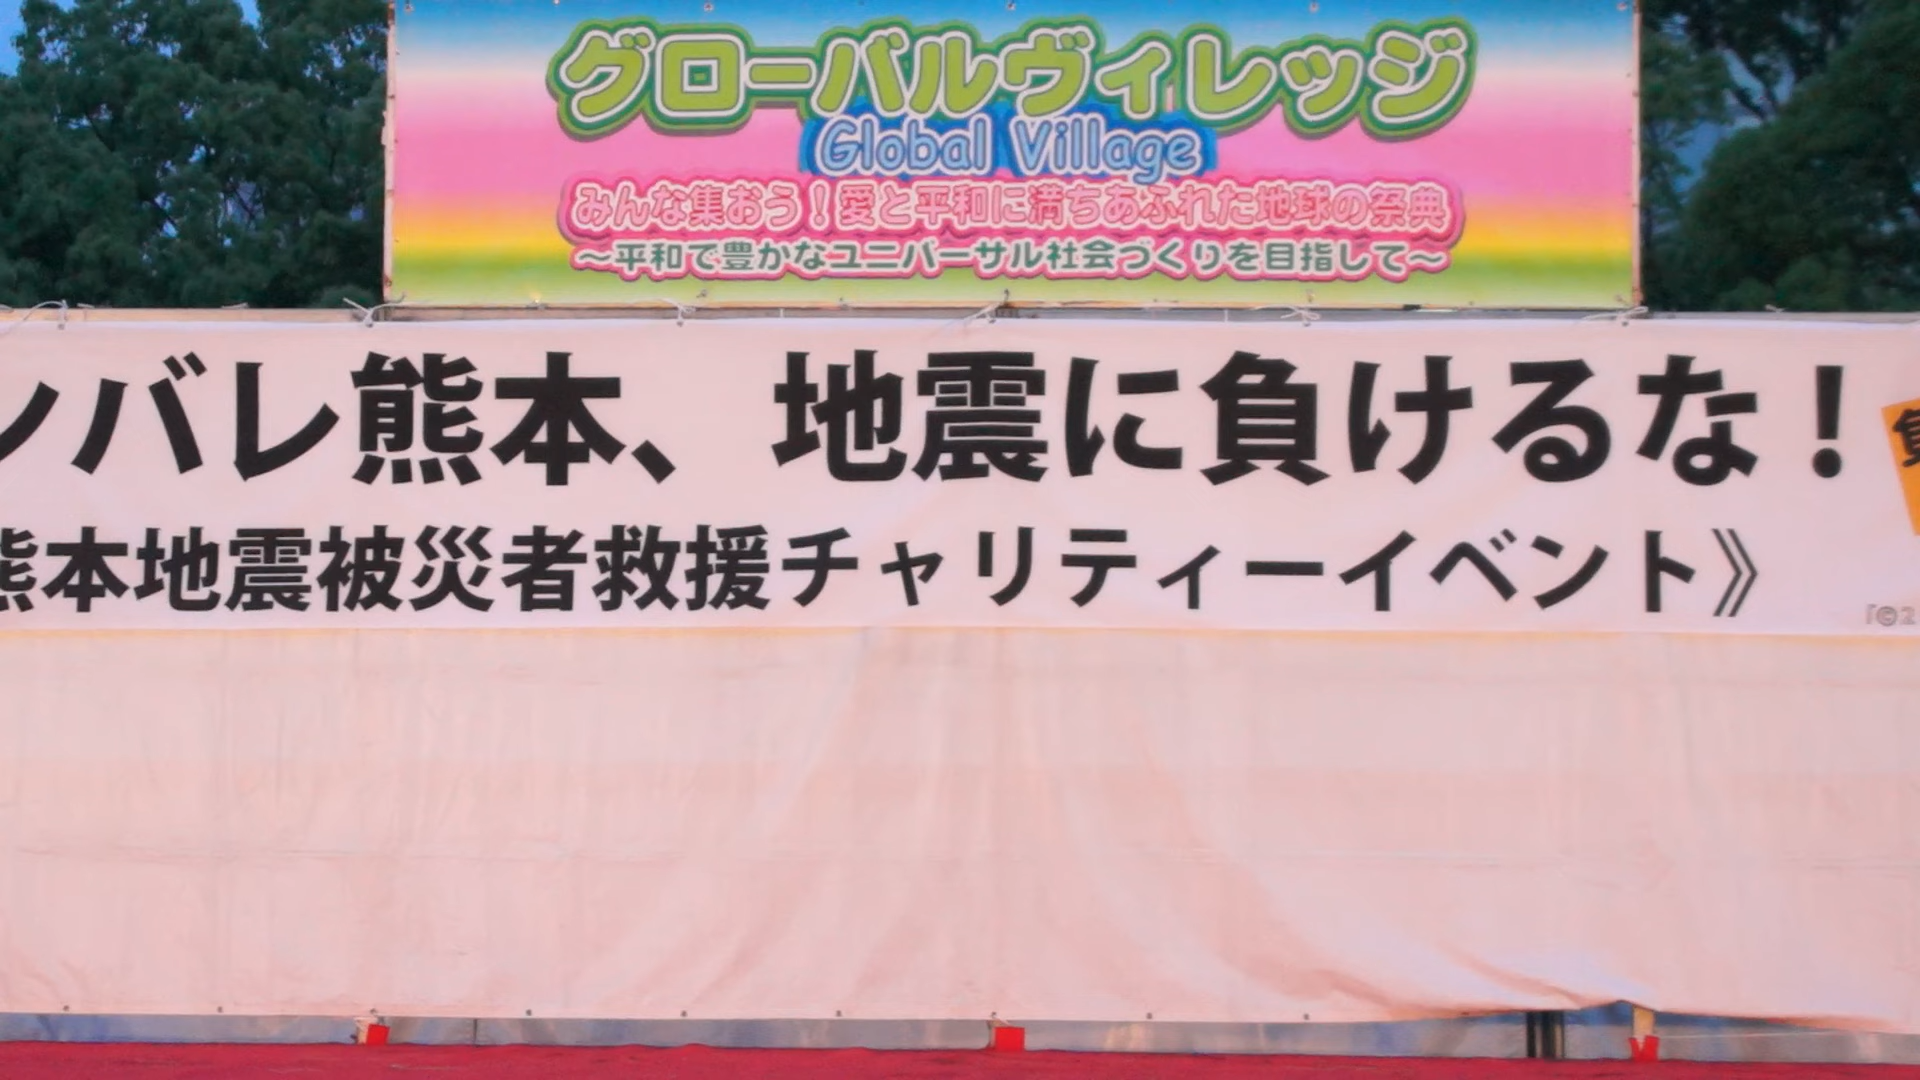 グローバルヴィレッジ
Global Village
みんな集おう！愛と平和に満ちあふれた地球の祭典
～平和で豊かなユニバーサル社会づくりを目指して～
ンバレ熊本、地震に負けるな！
熊本地震被災者救援チャリティーイベント》
「©2